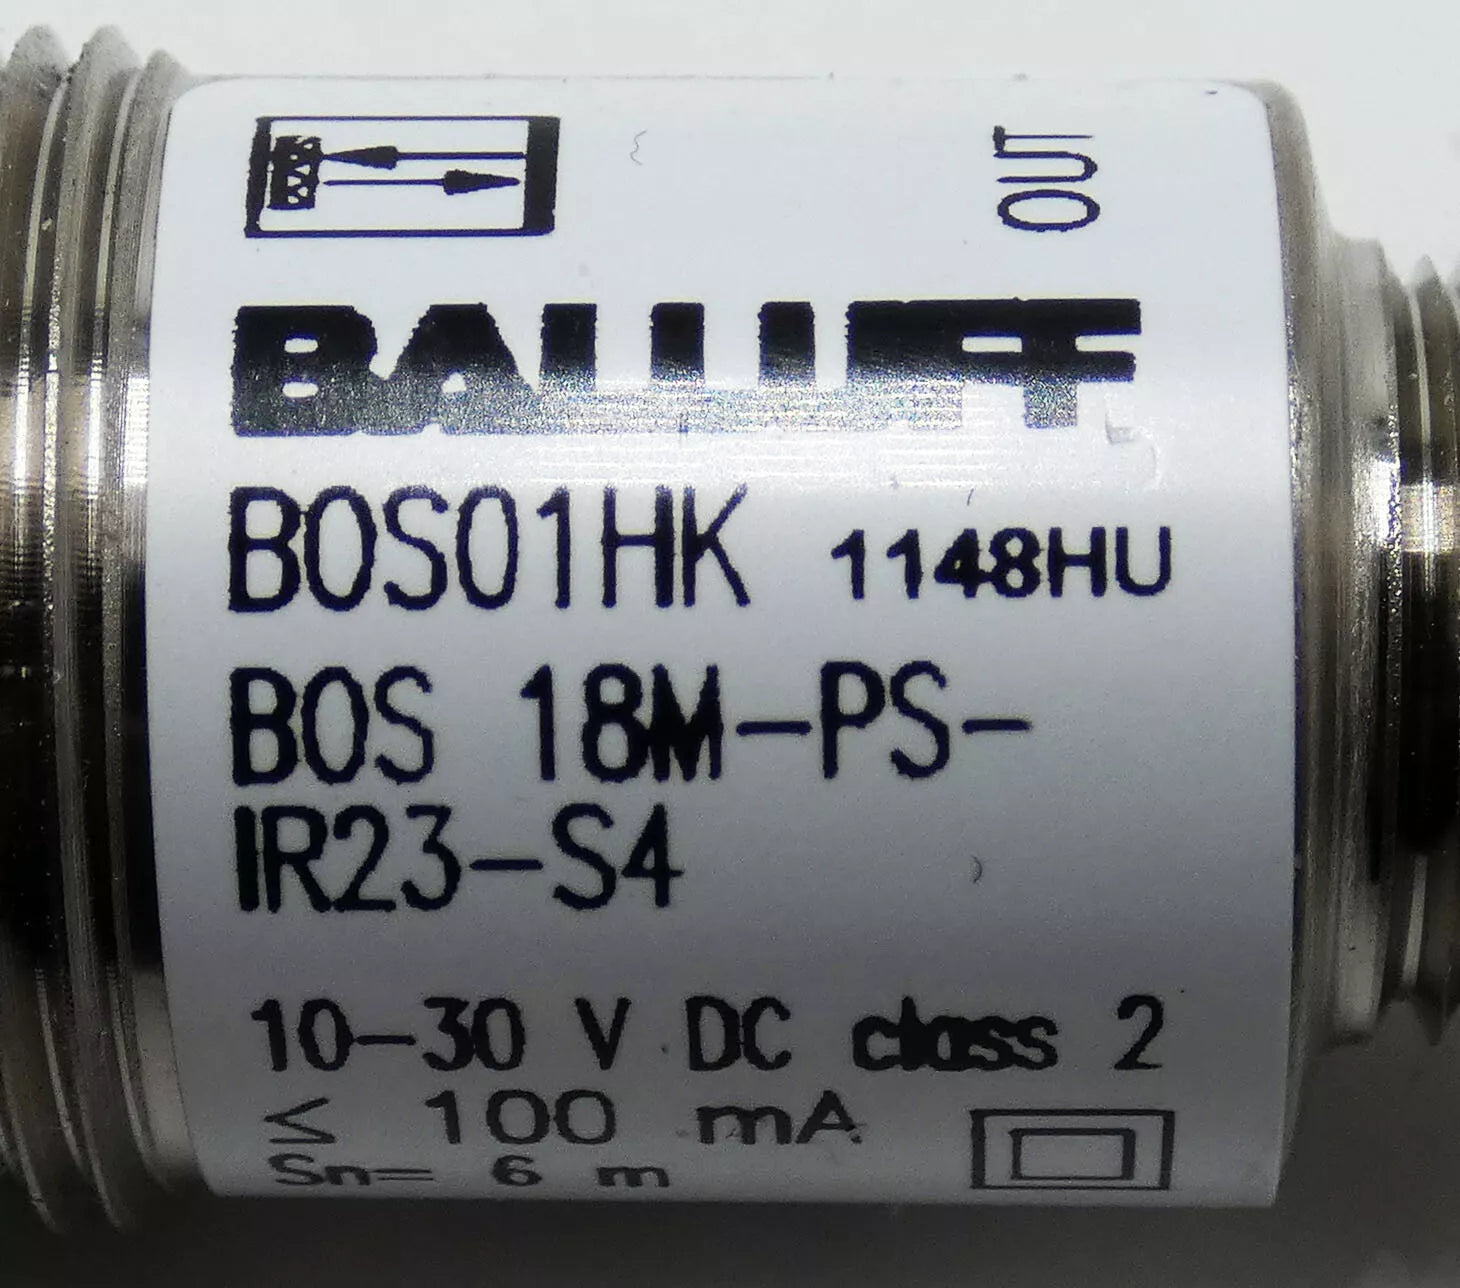 OUT
BALLUFF
BOS01HK 1148HU
BOS 18M-PS-
IR23-S4
10-30 V DC class 2
≤ 100 mA
Sn= 6 m